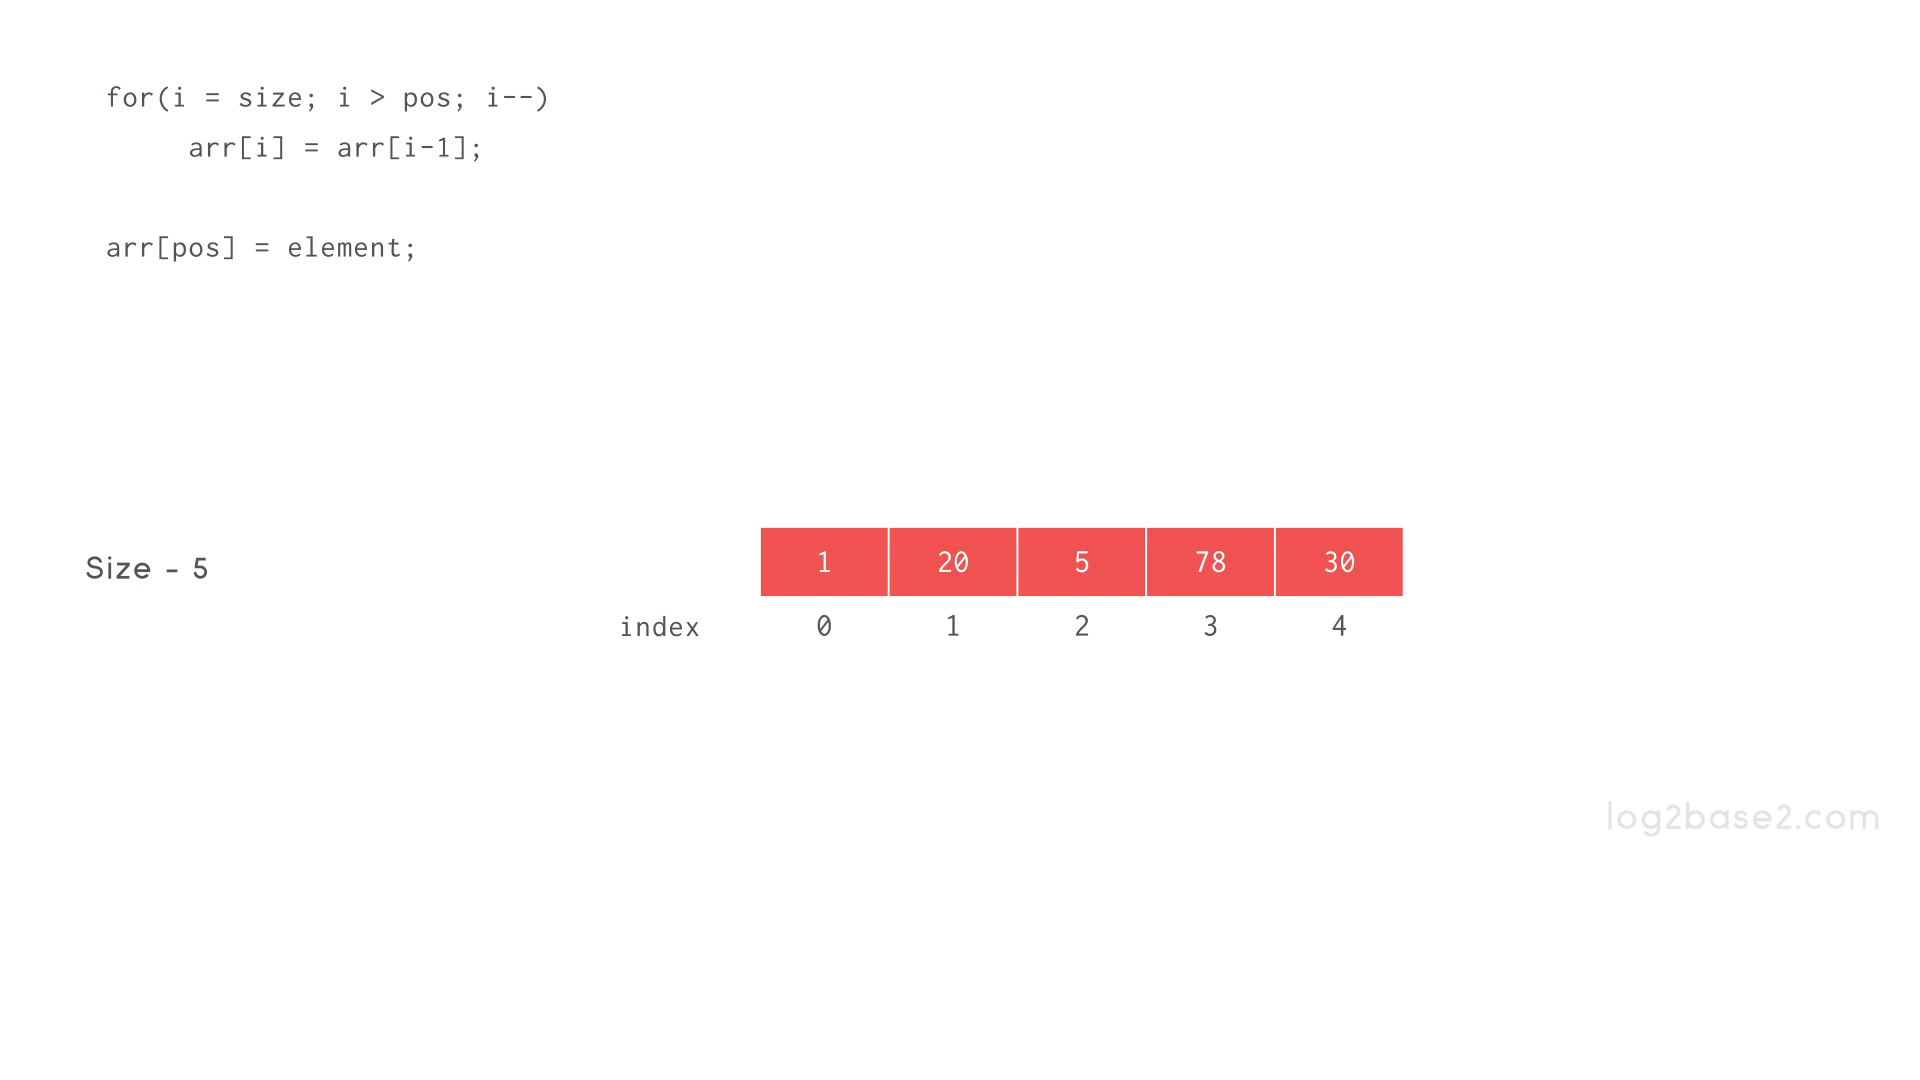 for(i = size; i > pos; i--)
arr[i] = arr[i-1];
arr[pos] = element;
Size - 5
1 20 5 78 30
index 0 1 2 3 4
log2base2.com